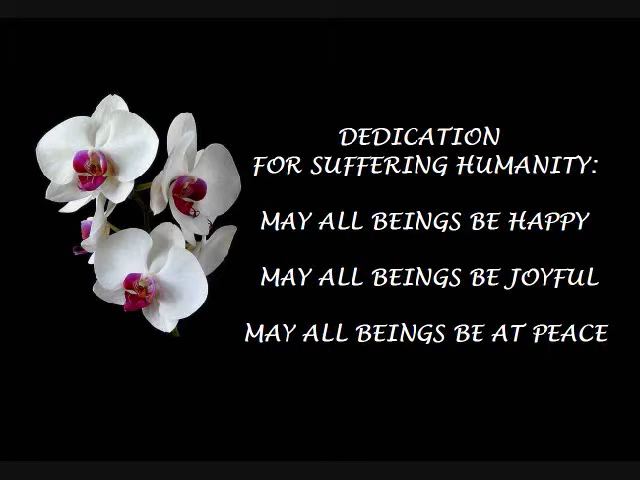 DEDICATION
FOR SUFFERING HUMANITY:
MAY ALL BEINGS BE HAPPY
MAY ALL BEINGS BE JOYFUL
MAY ALL BEINGS BE AT PEACE